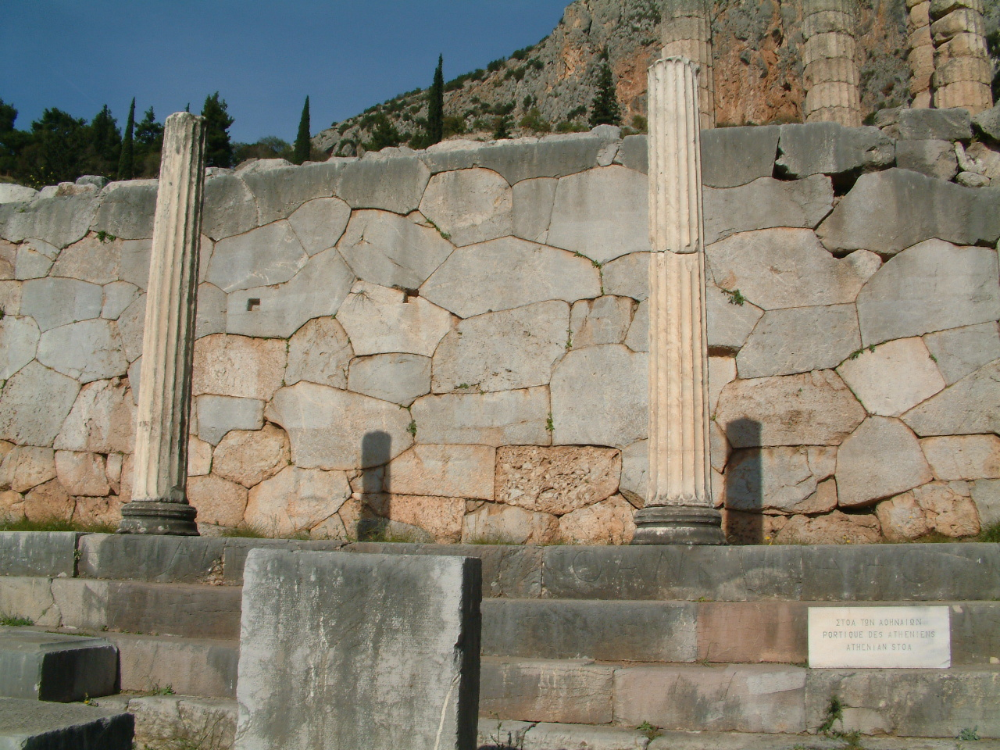 ΣΤΟΑ ΤΩΝ ΑΘΗΝΑΙΩΝ
PORTIQUE DES ATHENIENS
ATHENIAN STOA